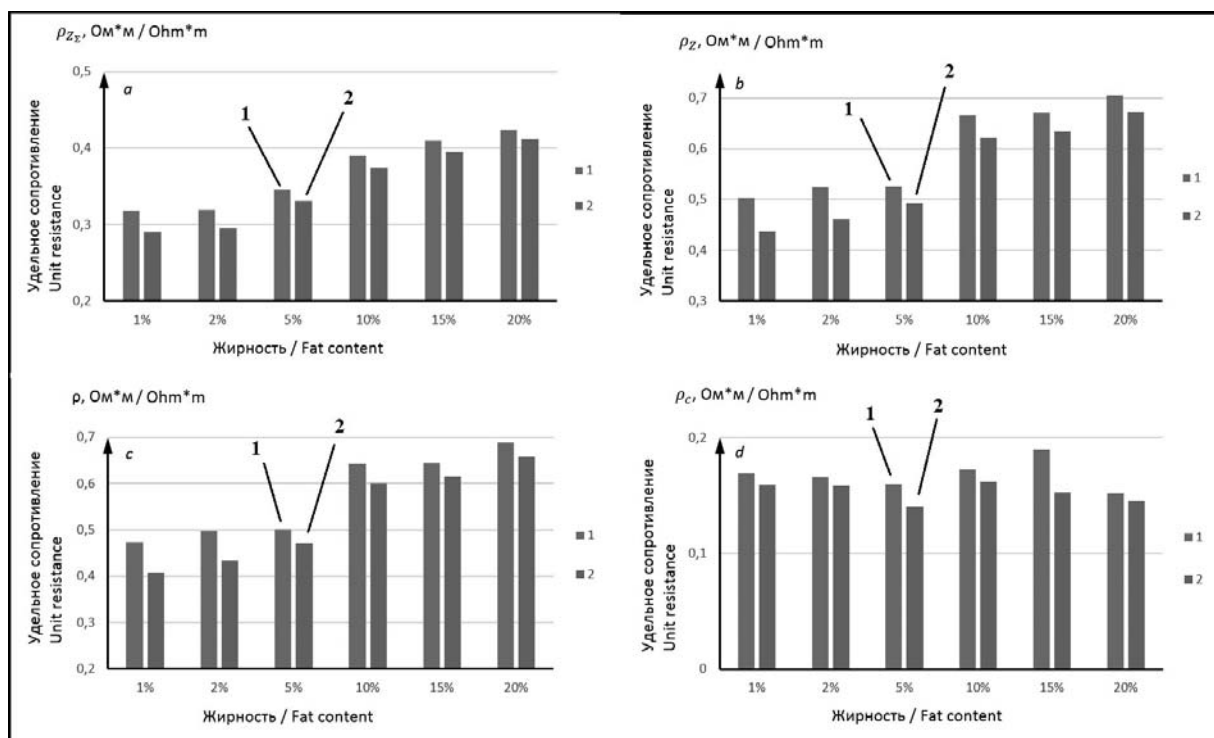 ρ_{Z_Σ}, Ом*м / Ohm*m
Удельное сопротивление
Unit resistance
0,5
0,4
0,3
0,2
a
1
2
1
2
1% 2% 5% 10% 15% 20%
Жирность / Fat content
ρ_Z, Ом*м / Ohm*m
Удельное сопротивление
Unit resistance
0,7
0,6
0,5
0,4
0,3
b
1
2
1
2
1% 2% 5% 10% 15% 20%
Жирность / Fat content
ρ, Ом*м / Ohm*m
Удельное сопротивление
Unit resistance
0,7
0,6
0,5
0,4
0,3
0,2
c
1
2
1
2
1% 2% 5% 10% 15% 20%
Жирность / Fat content
ρ_c, Ом*м / Ohm*m
Удельное сопротивление
Unit resistance
0,2
0,1
0
d
1
2
1
2
1% 2% 5% 10% 15% 20%
Жирность / Fat content